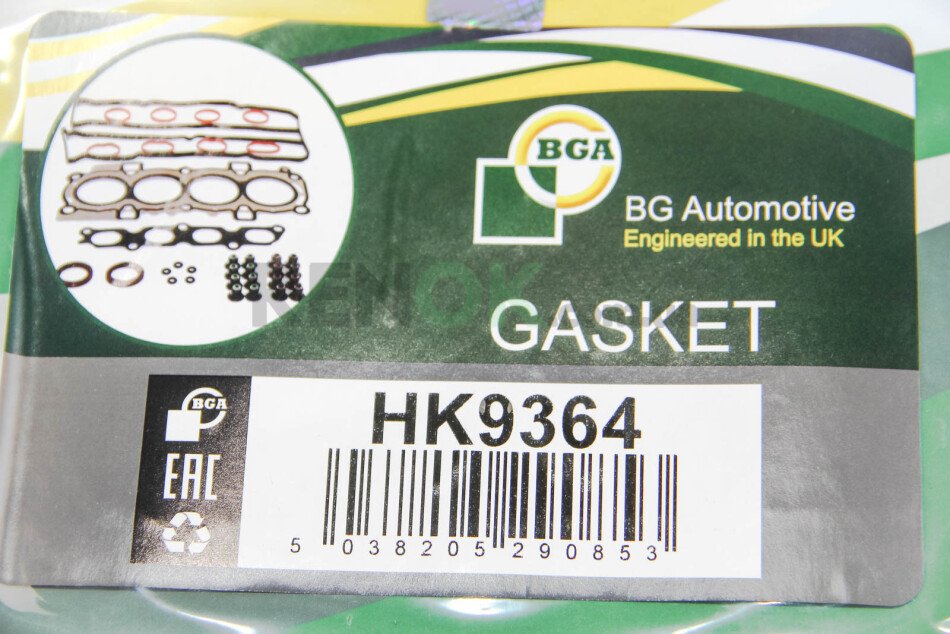 BGA
BG Automotive
Engineered in the UK
GASKET
BGA
HK9364
EAC
5 038205 290853